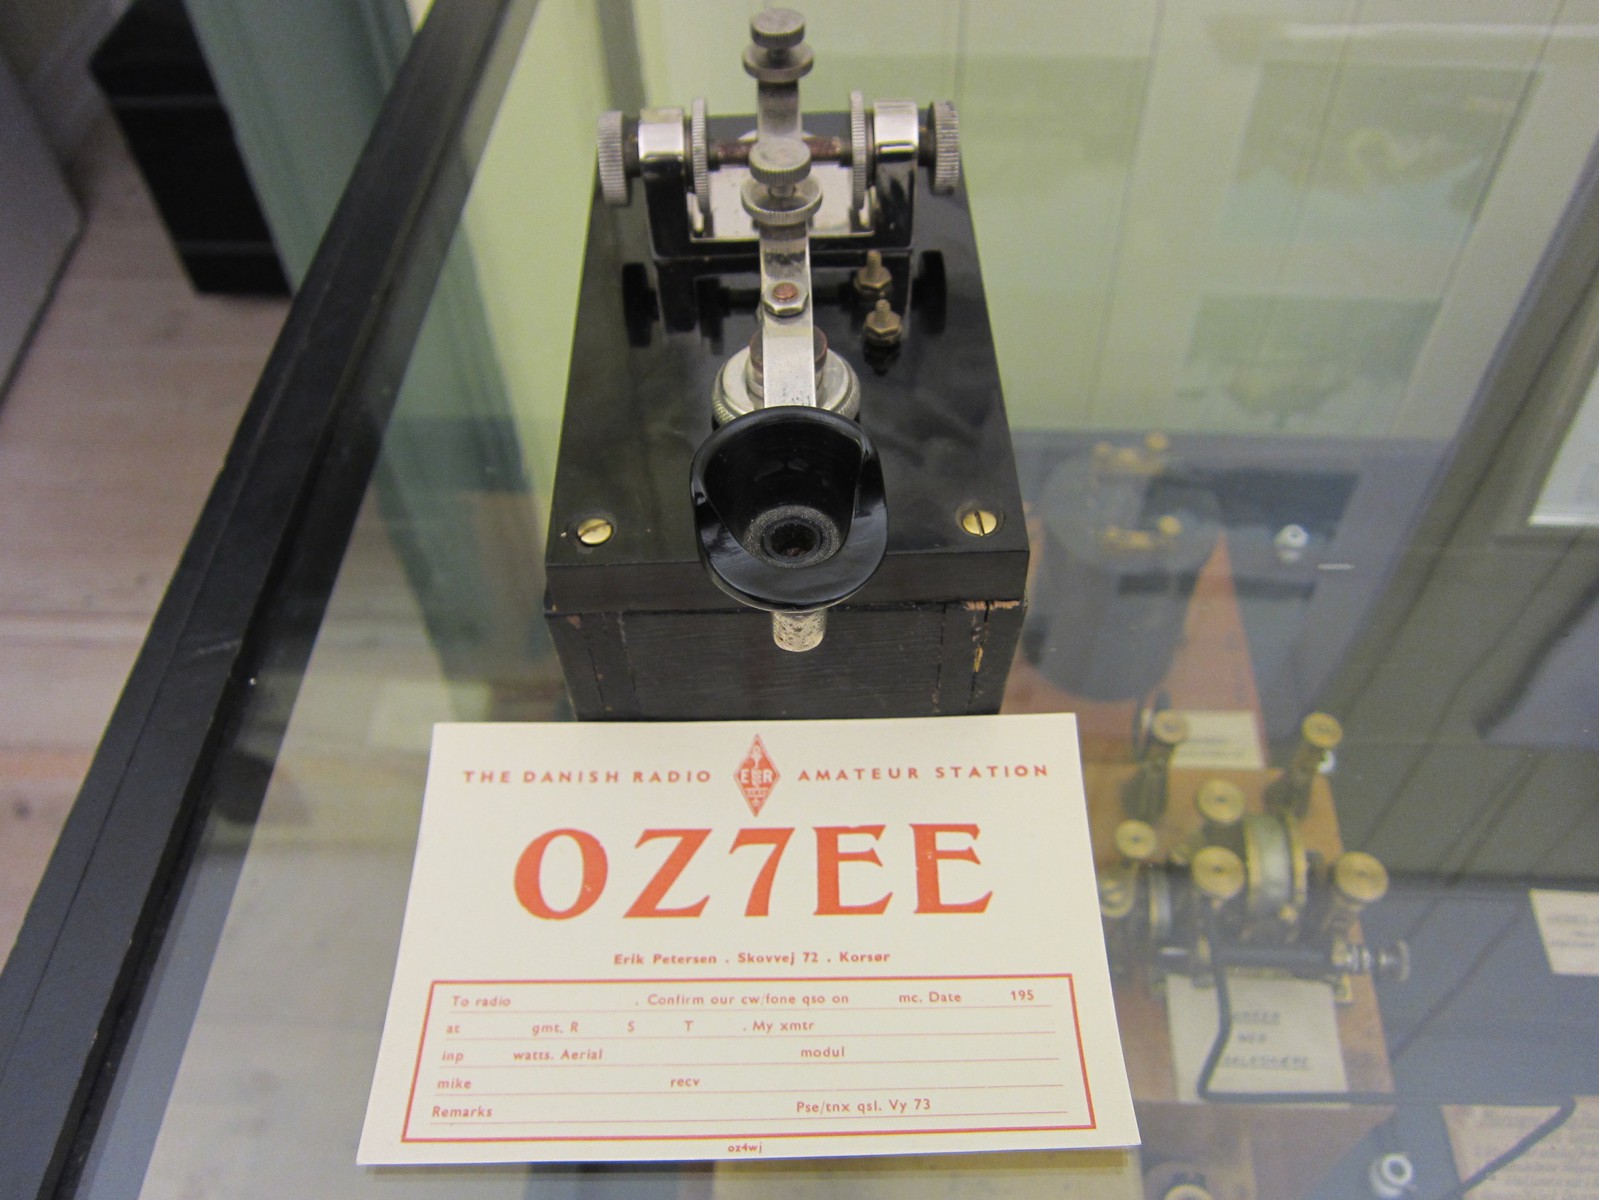 THE DANISH RADIO AMATEUR STATION
OZ7EE
Erik Petersen . Skovvej 72 . Korsør
To radio . Confirm our cw/fone qso on mc. Date 195
at gmt. R S T . My xmtr
inp watts. Aerial modul
mike recv
Remarks Pse/tnx qsl. Vy 73
oz4wj